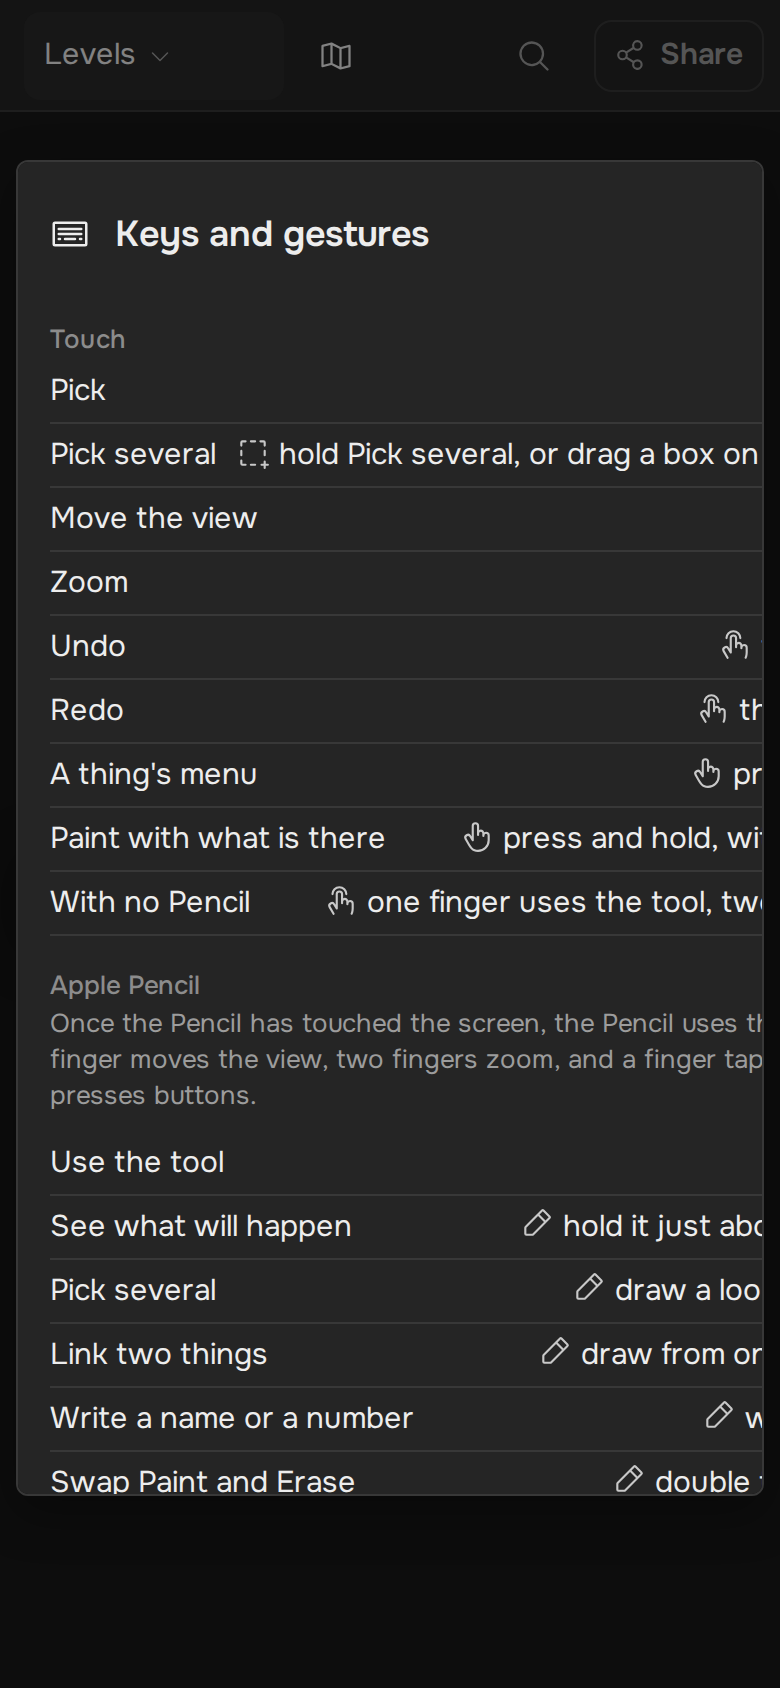 Levels
Share
Keys and gestures
Touch
Pick
Pick several hold Pick several, or drag a box on
Move the view
Zoom
Undo
Redo
A thing's menu
Paint with what is there press and hold,
With no Pencil one finger uses the tool,
Apple Pencil
Once the Pencil has touched the screen, the Pencil uses
finger moves the view, two fingers zoom, and a finger tap
presses buttons.
Use the tool
See what will happen hold it just
Pick several draw a
Link two things draw from
Write a name or a number
Swap Paint and Erase double